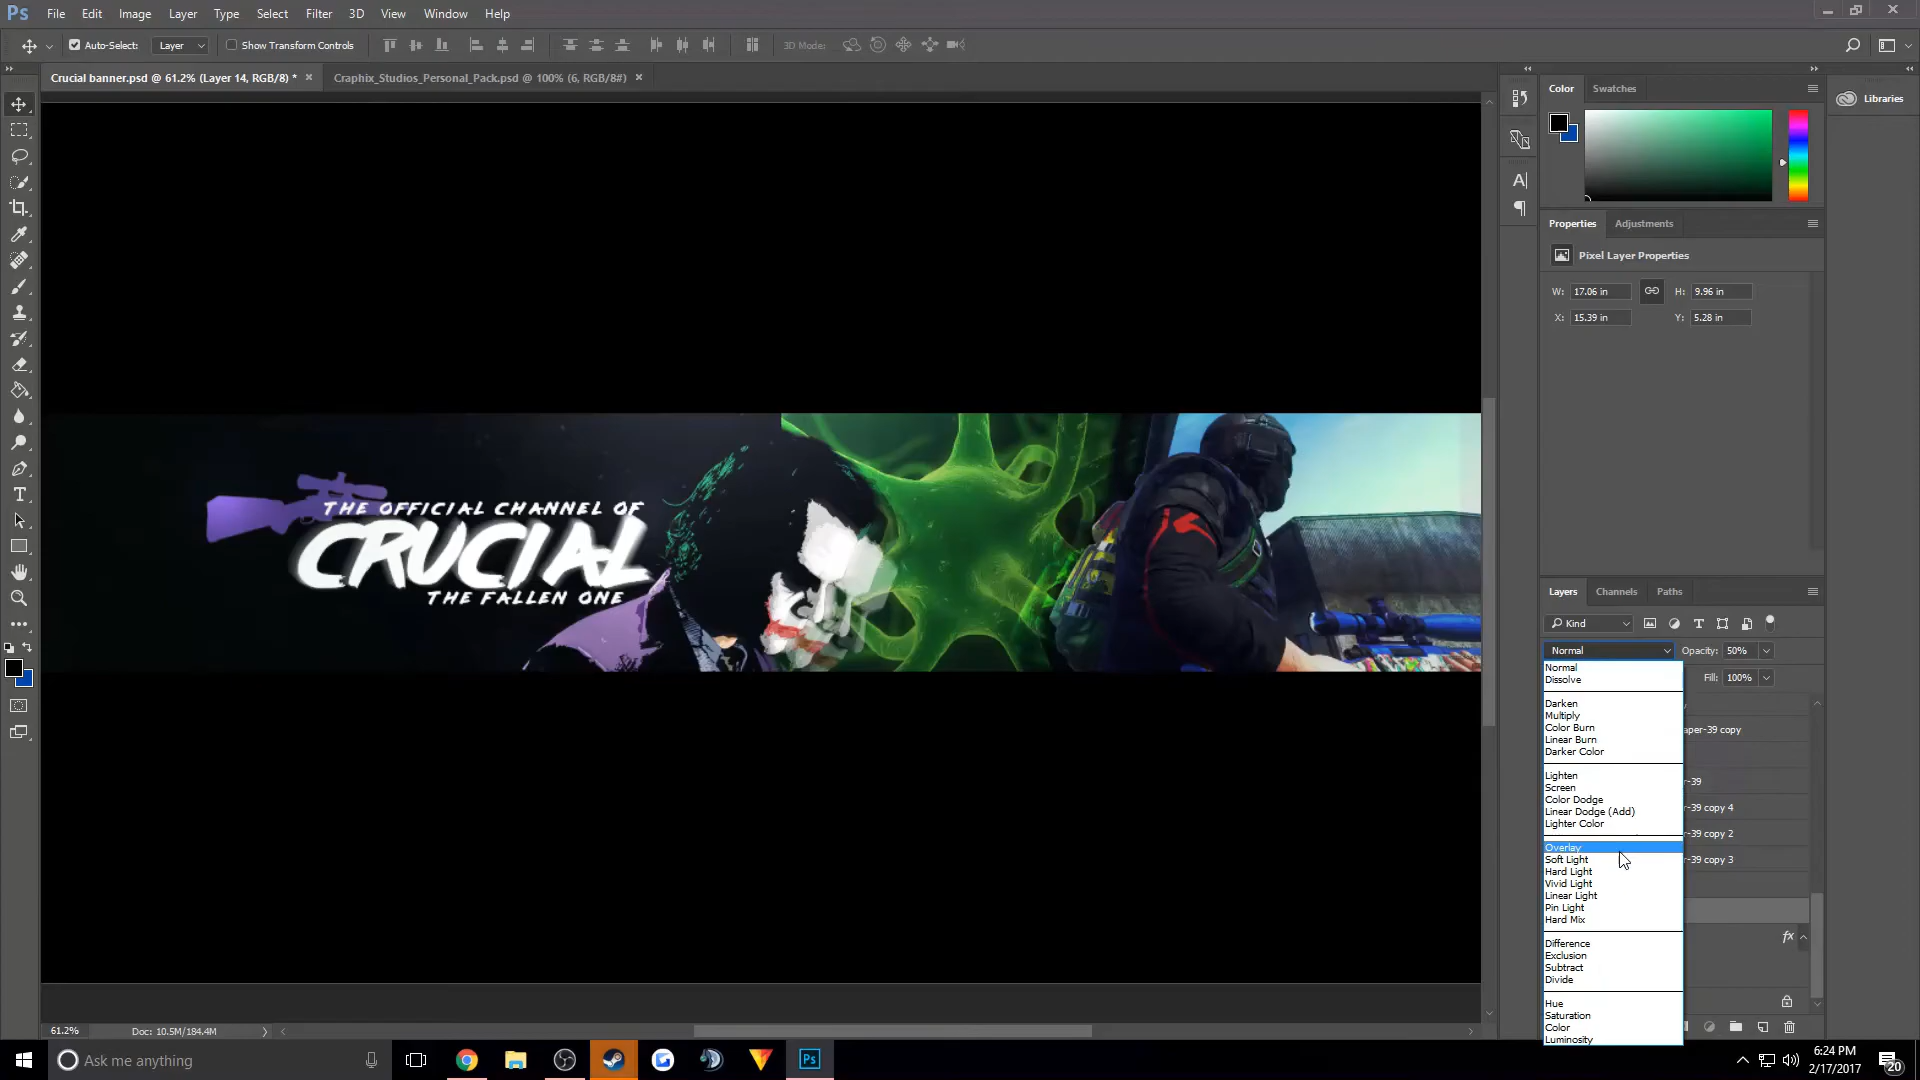 Ps File Edit Image Layer Type Select Filter 3D View Window Help
Auto-Select: Layer Show Transform Controls 3D Mode:
Crucial banner.psd @ 61.2% (Layer 14, RGB/8) * × Craphix_Studios_Personal_Pack.psd @ 100% (6, RGB/8#) ×
Color Swatches
Libraries
Properties Adjustments
Pixel Layer Properties
W: 17.06 in H: 9.96 in
X: 15.39 in Y: 5.28 in
THE OFFICIAL CHANNEL OF
CRUCIAL
THE FALLEN ONE
Layers Channels Paths
Kind
Normal Opacity: 50%
Fill: 100%
Normal
Dissolve
Darken
Multiply
Color Burn
Linear Burn
Darker Color
Lighten
Screen
Color Dodge
Linear Dodge (Add)
Lighter Color
Overlay
Soft Light
Hard Light
Vivid Light
Linear Light
Pin Light
Hard Mix
Difference
Exclusion
Subtract
Divide
Hue
Saturation
Color
Luminosity
aper-39 copy
r-39
r-39 copy 4
r-39 copy 2
r-39 copy 3
fx
61.2% Doc: 10.5M/184.4M
Ask me anything
Ps
6:24 PM
2/17/2017
20